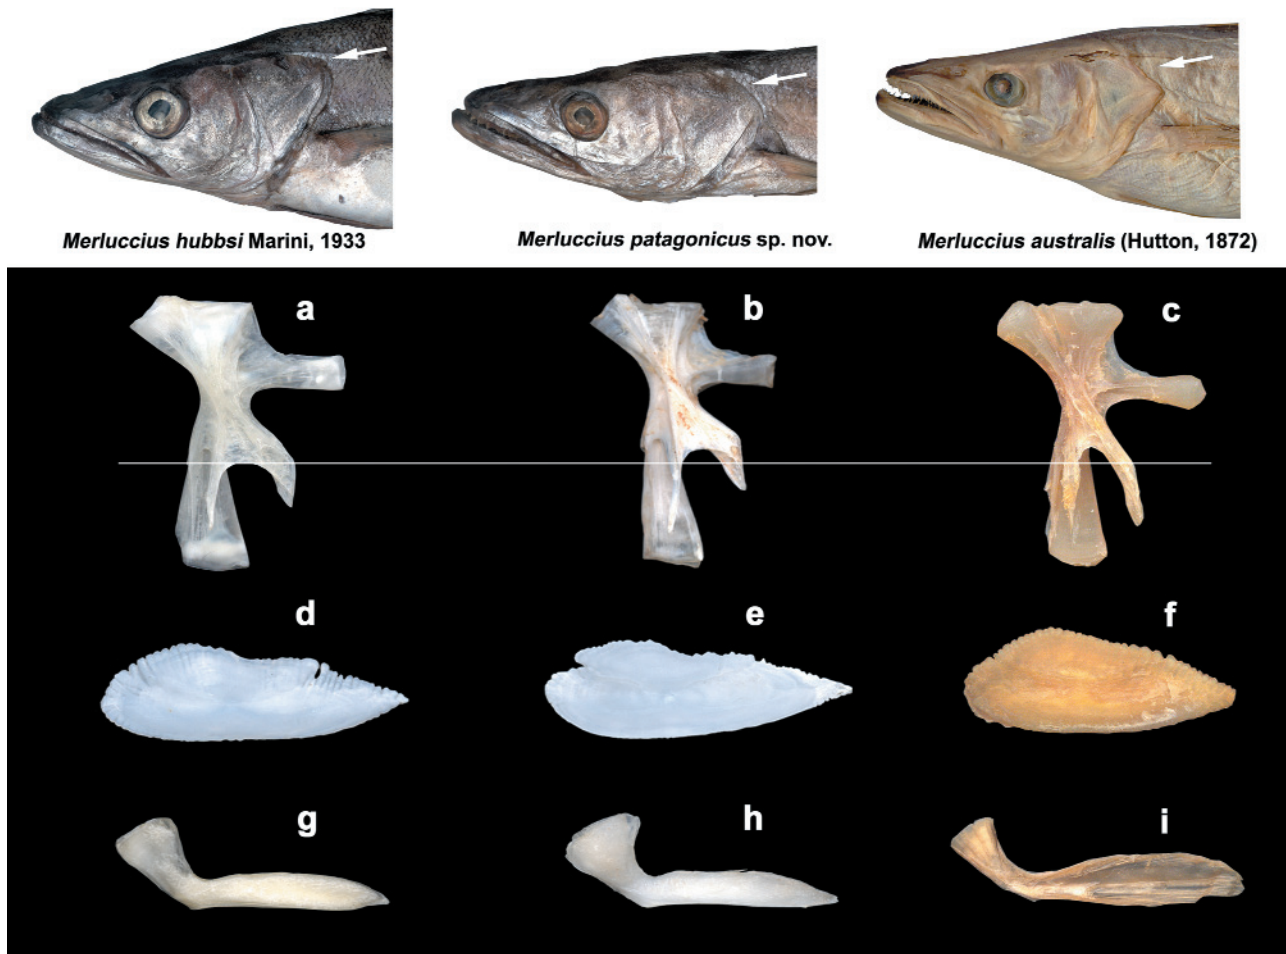 Merluccius hubbsi Marini, 1933
Merluccius patagonicus sp. nov.
Merluccius australis (Hutton, 1872)
a
b
c
d
e
f
g
h
i